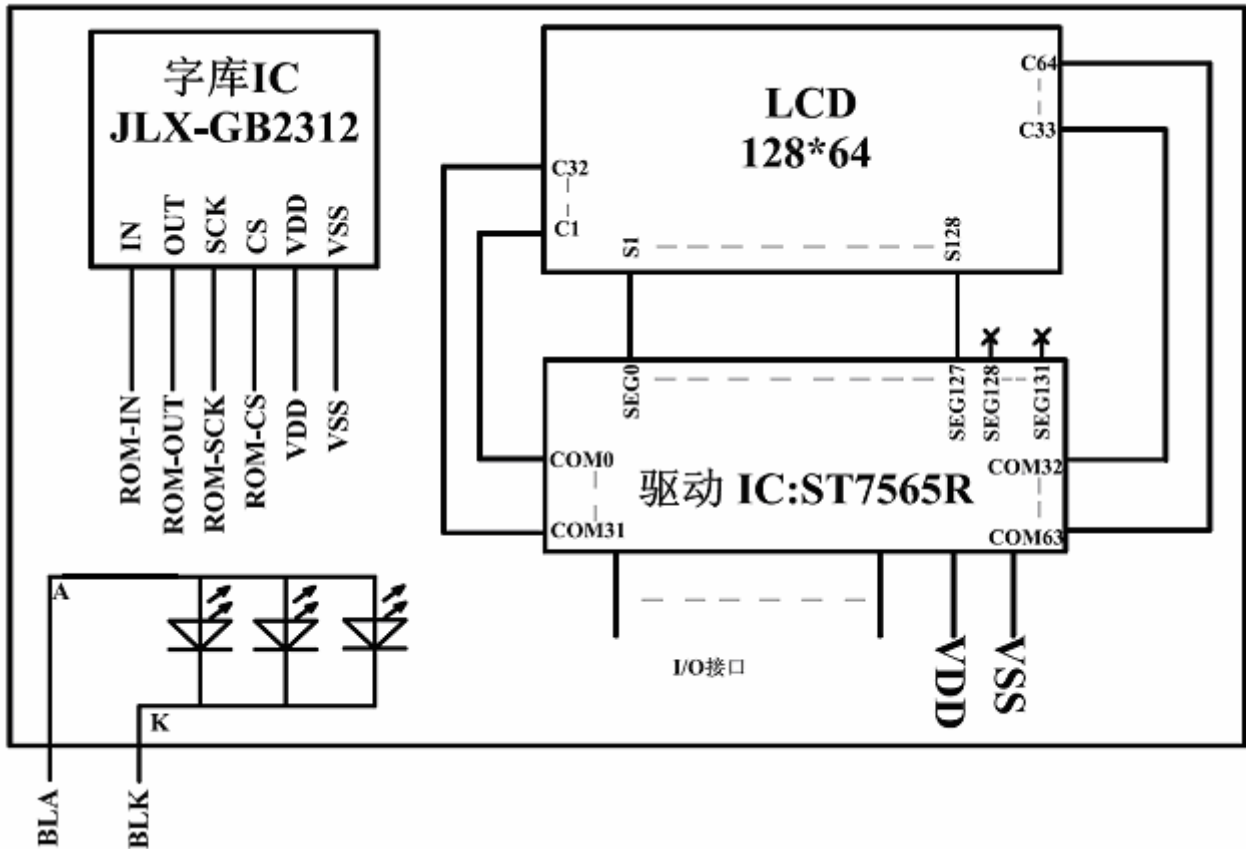 字库IC
JLX-GB2312
IN
OUT
SCK
CS
VDD
VSS
ROM-IN
ROM-OUT
ROM-SCK
ROM-CS
VDD
VSS
LCD
128*64
C64
C33
C32
C1
S1
S128
SEG0
SEG127
SEG128
SEG131
COM0
COM31
COM32
COM63
驱动 IC:ST7565R
I/O接口
VDD
VSS
A
K
BLA
BLK